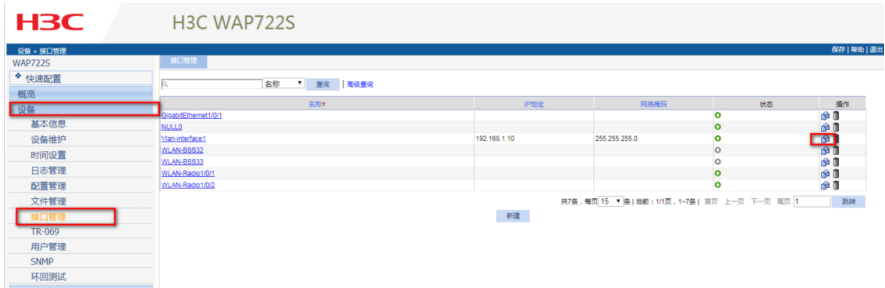 H3C
H3C WAP722S
设备 > 接口管理
保存 | 帮助 | 退出
WAP722S
快速配置
概览
设备
基本信息
设备维护
时间设置
日志管理
配置管理
文件管理
接口管理
TR-069
用户管理
SNMP
环回测试
接口管理
名称 查询 | 高级查询
名称 IP地址 网络掩码 状态 操作
GigabitEthernet1/0/1
NULL0
Vlan-interface1 192.168.1.10 255.255.255.0
WLAN-BSS32
WLAN-BSS33
WLAN-Radio1/0/1
WLAN-Radio1/0/2
共7条，每页 15 条 | 当前：1/1页，1~7条 | 首页 上一页 下一页 尾页 1 跳转
新建